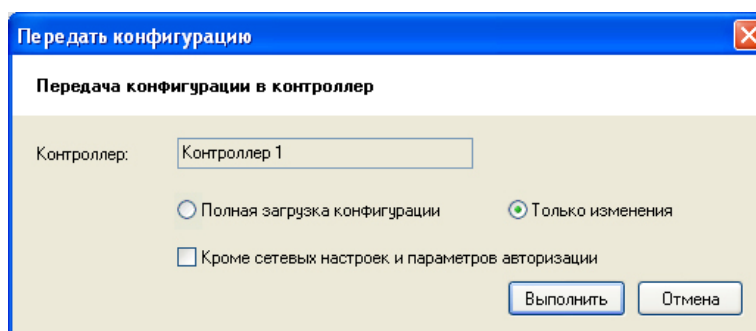 Передать конфигурацию
Передача конфигурации в контроллер
Контроллер: Контроллер 1
Полная загрузка конфигурации Только изменения
Кроме сетевых настроек и параметров авторизации
Выполнить Отмена